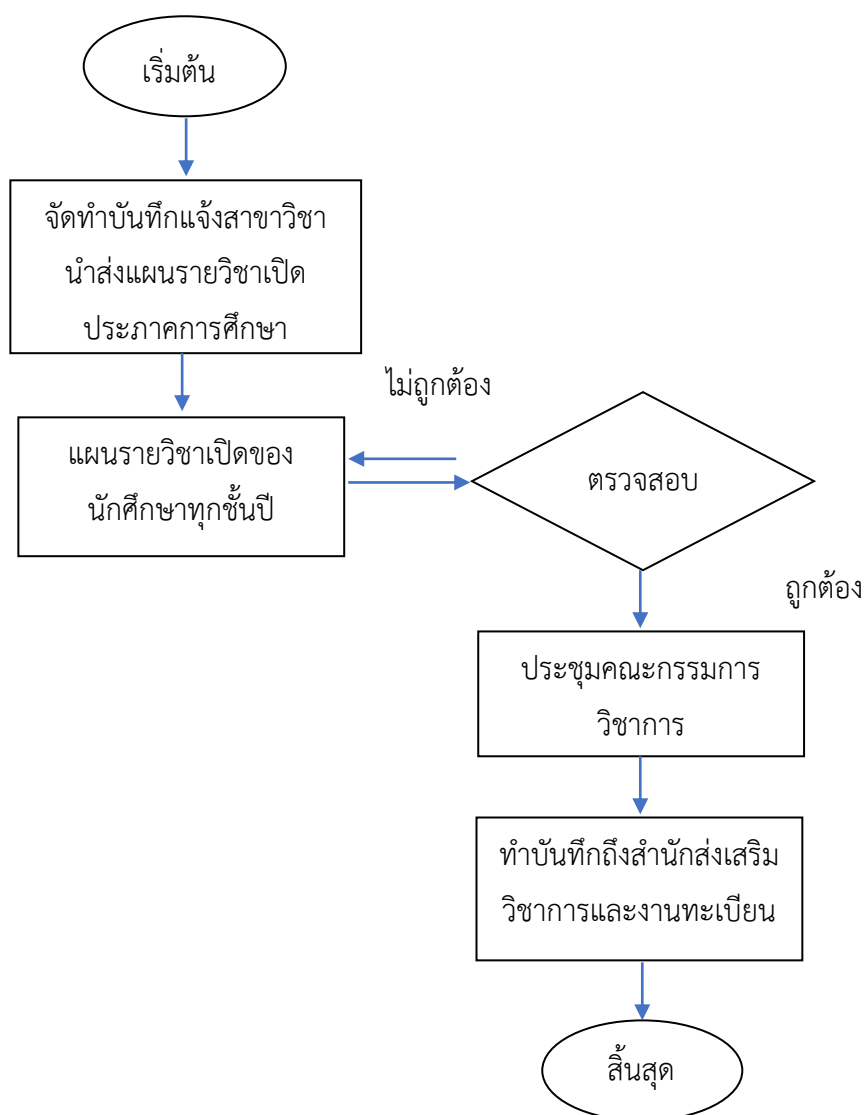 เริ่มต้น
จัดทำบันทึกแจ้งสาขาวิชา
นำส่งแผนรายวิชาเปิด
ประภาคการศึกษา
แผนรายวิชาเปิดของ
นักศึกษาทุกชั้นปี
ไม่ถูกต้อง
ตรวจสอบ
ถูกต้อง
ประชุมคณะกรรมการ
วิชาการ
ทำบันทึกถึงสำนักส่งเสริม
วิชาการและงานทะเบียน
สิ้นสุด